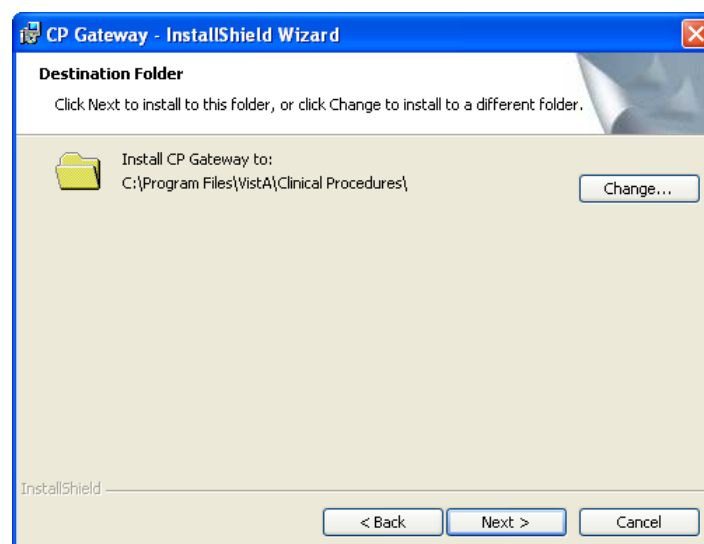 CP Gateway - InstallShield Wizard
Destination Folder
Click Next to install to this folder, or click Change to install to a different folder.
Install CP Gateway to:
C:\Program Files\VistA\Clinical Procedures\
Change...
InstallShield
< Back
Next >
Cancel